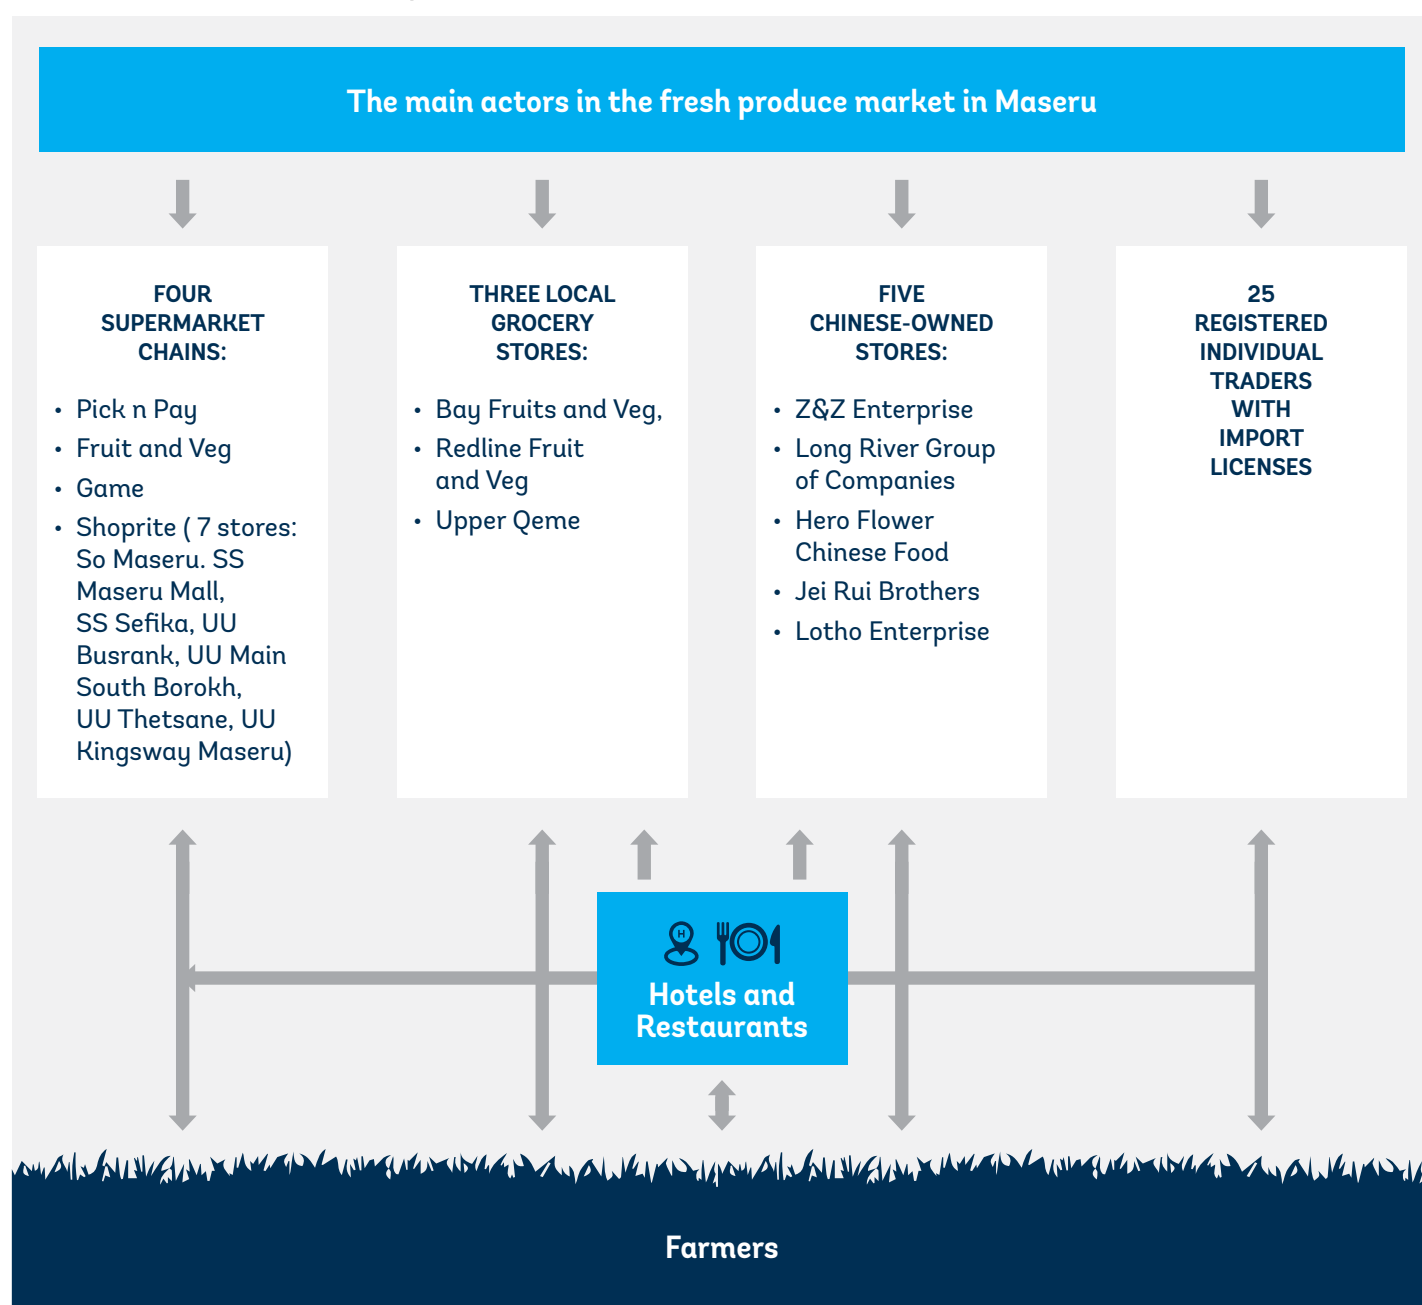 The main actors in the fresh produce market in Maseru
FOUR
SUPERMARKET
CHAINS:
• Pick n Pay
• Fruit and Veg
• Game
• Shoprite ( 7 stores:
So Maseru. SS
Maseru Mall,
SS Sefika, UU
Busrank, UU Main
South Borokh,
UU Thetsane, UU
Kingsway Maseru)
THREE LOCAL
GROCERY
STORES:
• Bay Fruits and Veg,
• Redline Fruit
and Veg
• Upper Qeme
FIVE
CHINESE-OWNED
STORES:
• Z&Z Enterprise
• Long River Group
of Companies
• Hero Flower
Chinese Food
• Jei Rui Brothers
• Lotho Enterprise
25
REGISTERED
INDIVIDUAL
TRADERS
WITH
IMPORT
LICENSES
H
Hotels and
Restaurants
Farmers